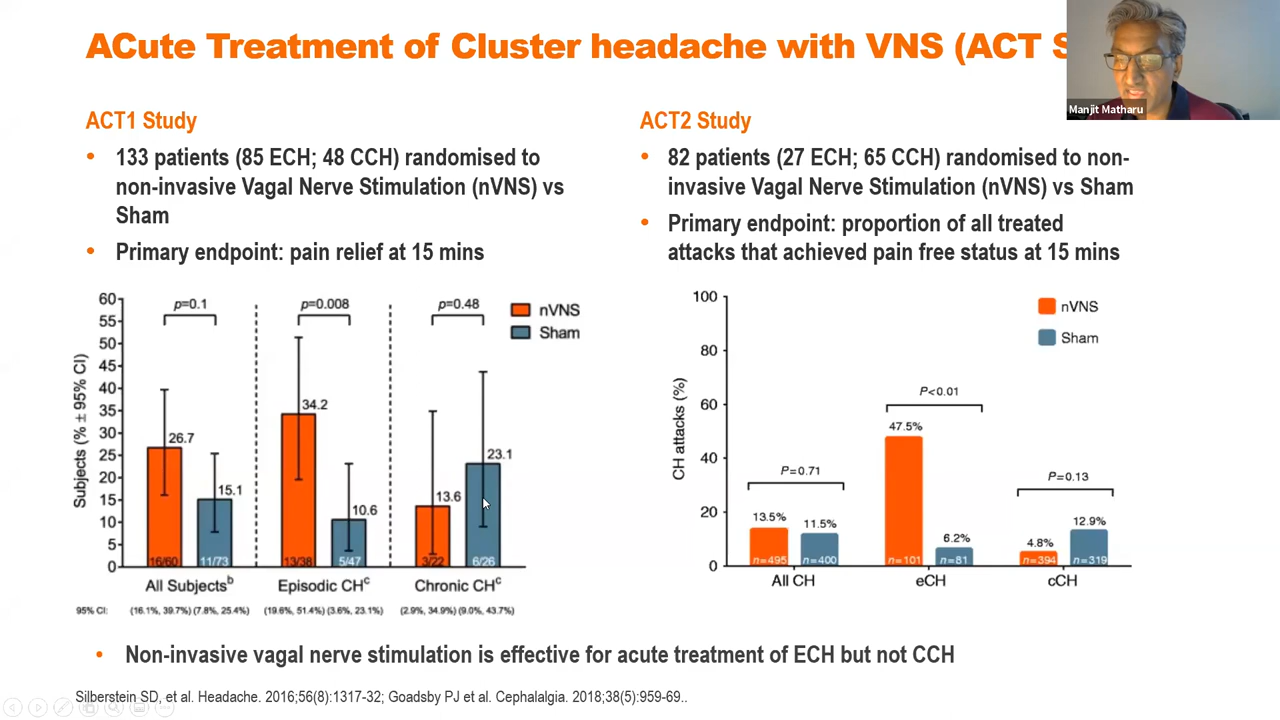 ACute Treatment of Cluster headache with VNS (ACT S
Manjit Matharu
ACT1 Study
• 133 patients (85 ECH; 48 CCH) randomised to
non-invasive Vagal Nerve Stimulation (nVNS) vs
Sham
• Primary endpoint: pain relief at 15 mins
ACT2 Study
• 82 patients (27 ECH; 65 CCH) randomised to non-
invasive Vagal Nerve Stimulation (nVNS) vs Sham
• Primary endpoint: proportion of all treated
attacks that achieved pain free status at 15 mins
Subjects (% ± 95% CI)
60
55
50
45
40
35
30
25
20
15
10
5
0
p=0.1
p=0.008
p=0.48
nVNS
Sham
26.7
15.1
34.2
10.6
13.6
23.1
16/60
11/73
13/38
5/47
3/22
6/26
All Subjectsᵇ
Episodic CHᶜ
Chronic CHᶜ
95% CI:
(16.1%, 39.7%) (7.8%, 25.4%)
(19.6%, 51.4%) (3.6%, 23.1%)
(2.9%, 34.9%) (9.0%, 43.7%)
CH attacks (%)
100
80
60
40
20
0
nVNS
Sham
P=0.71
P<0.01
P=0.13
13.5%
11.5%
47.5%
6.2%
4.8%
12.9%
n=495
n=400
n=101
n=81
n=394
n=319
All CH
eCH
cCH
• Non-invasive vagal nerve stimulation is effective for acute treatment of ECH but not CCH
Silberstein SD, et al. Headache. 2016;56(8):1317-32; Goadsby PJ et al. Cephalalgia. 2018;38(5):959-69..